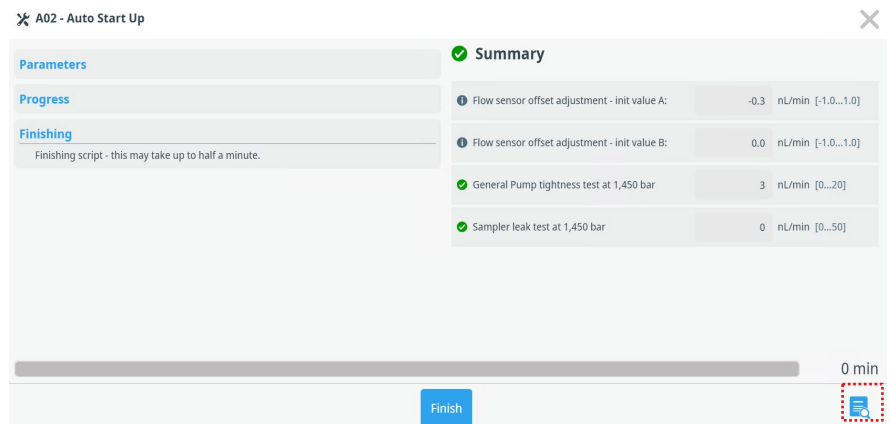 A02 - Auto Start Up
Parameters
Progress
Finishing
Finishing script - this may take up to half a minute.
Summary
Flow sensor offset adjustment - init value A: -0.3 nL/min [-1.0...1.0]
Flow sensor offset adjustment - init value B: 0.0 nL/min [-1.0...1.0]
General Pump tightness test at 1,450 bar 3 nL/min [0...20]
Sampler leak test at 1,450 bar 0 nL/min [0...50]
0 min
Finish